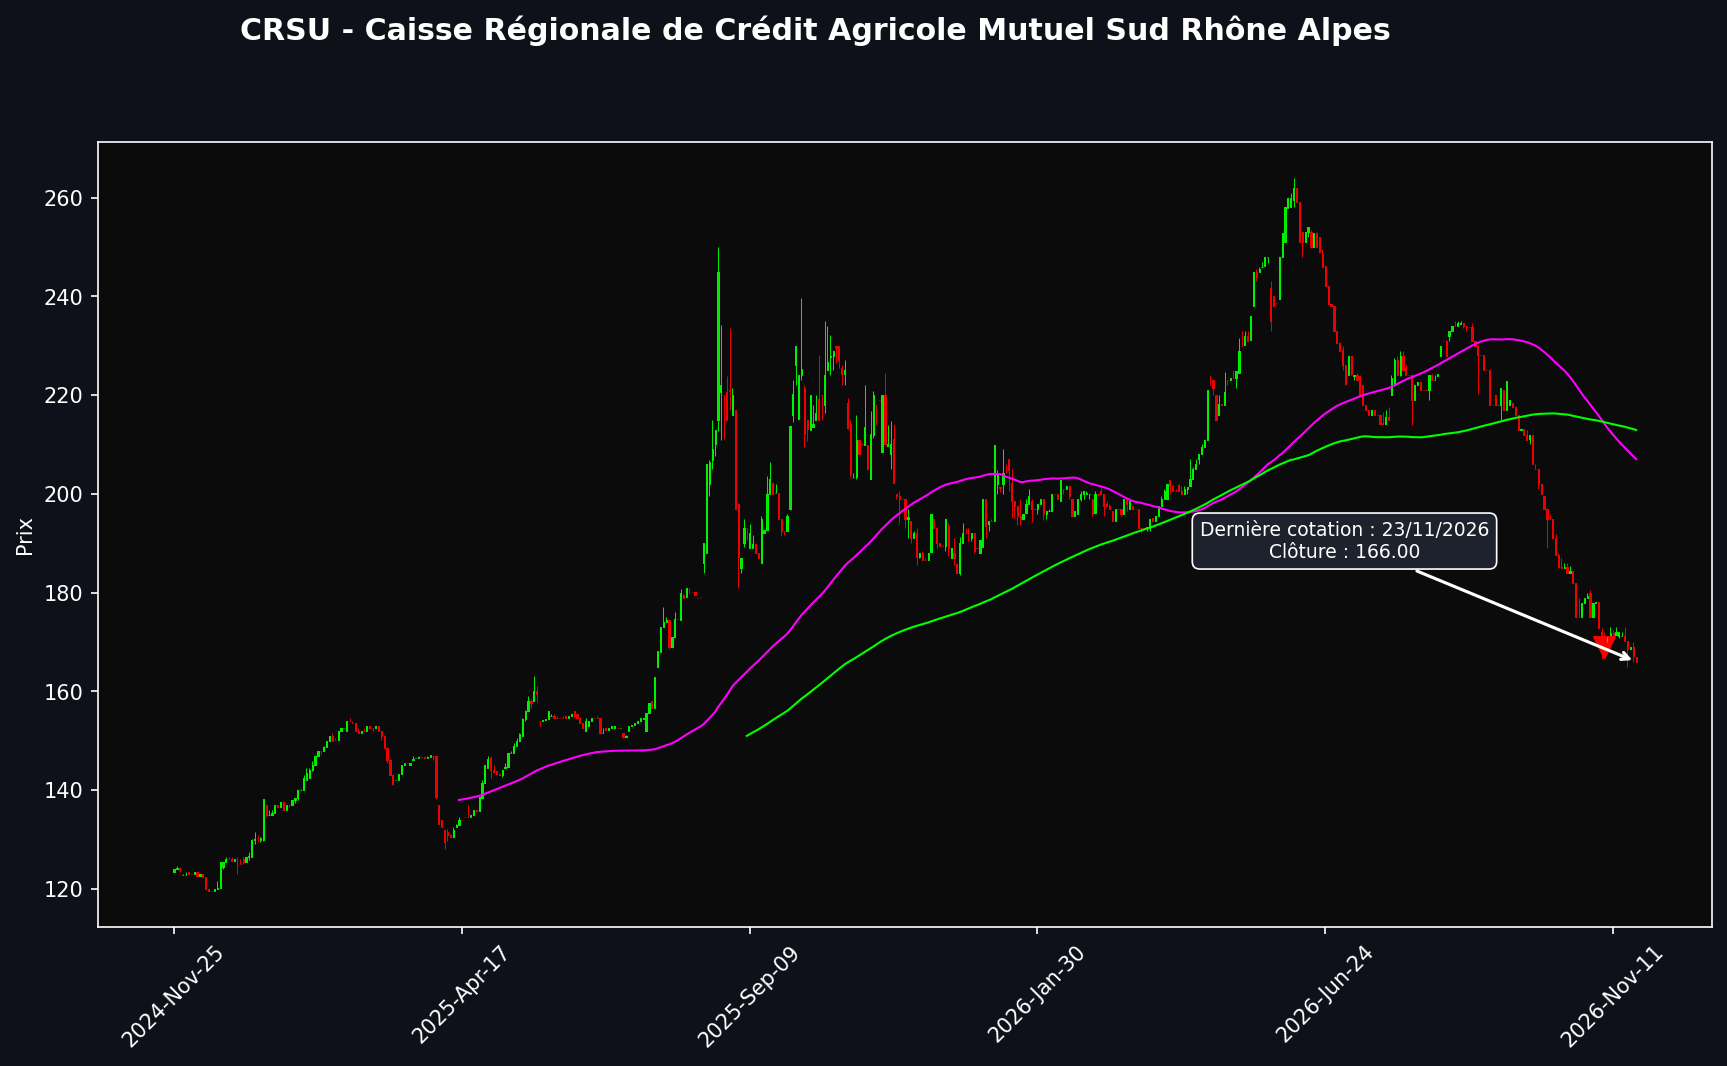 CRSU - Caisse Régionale de Crédit Agricole Mutuel Sud Rhône Alpes
Prix
260
240
220
200
180
160
140
120
Dernière cotation : 23/11/2026
Clôture : 166.00
2024-Nov-25
2025-Apr-17
2025-Sep-09
2026-Jan-30
2026-Jun-24
2026-Nov-11